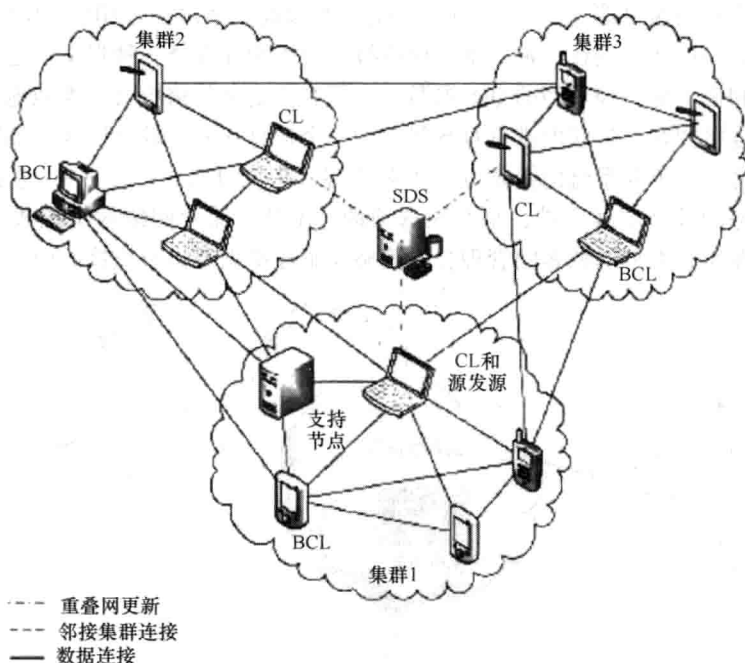 集群2
集群3
CL
BCL
SDS
CL
BCL
CL和
源发源
支持
节点
BCL
集群1
重叠网更新
邻接集群连接
数据连接